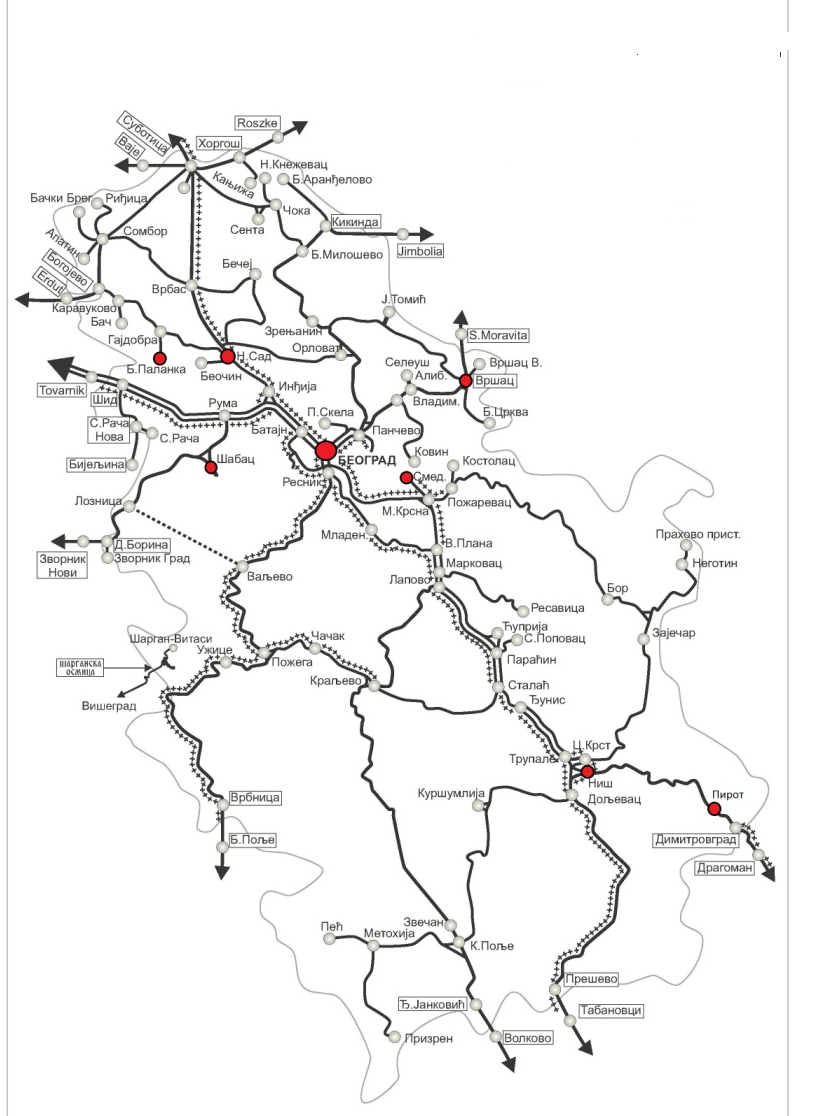 Суботица
Roszke
Хоргош
Baje
Н.Кнежевац
Кањижа
Б.Аранђелово
Бачки Брег
Риђица
Чока
Сента
Кикинда
Сомбор
Апатин
Б.Милошево
Jimbolia
Богојево
Бечеј
Erdut
Врбас
Каравуково
Ј.Томић
Бач
Зрењанин
S.Moravita
Гајдобра
Н.Сад
Орловат
Селеуш
Вршац В.
Б.Паланка
Беочин
Алиб.
Вршац
Tovarnik
Шид
Инђија
Владим.
Рума
П.Скела
Б.Црква
С.Рача
Нова
Батајн
Панчево
С.Рача
Ковин
Бијељина
Шабац
БЕОГРАД
Костолац
Ресник
Смед.
Лозница
М.Крсна
Пожаревац
Младен.
Прахово прист.
Д.Борина
В.Плана
Зворник
Нови
Зворник Град
Марковац
Неготин
Ваљево
Лапово
Бор
Ресавица
Ћуприја
Шарган-Витаси
Чачак
С.Поповац
Зајечар
Ужице
ШАРГАНСКА
ОСМИЦА
Пожега
Параћин
Краљево
Сталаћ
Вишеград
Ђунис
Ц.Крст
Трупале
Ниш
Врбница
Куршумлија
Дољевац
Пирот
Б.Поље
Димитровград
Драгоман
Пећ
Звечан
Метохија
К.Поље
Прешево
Ђ.Јанковић
Табановци
Призрен
Волково